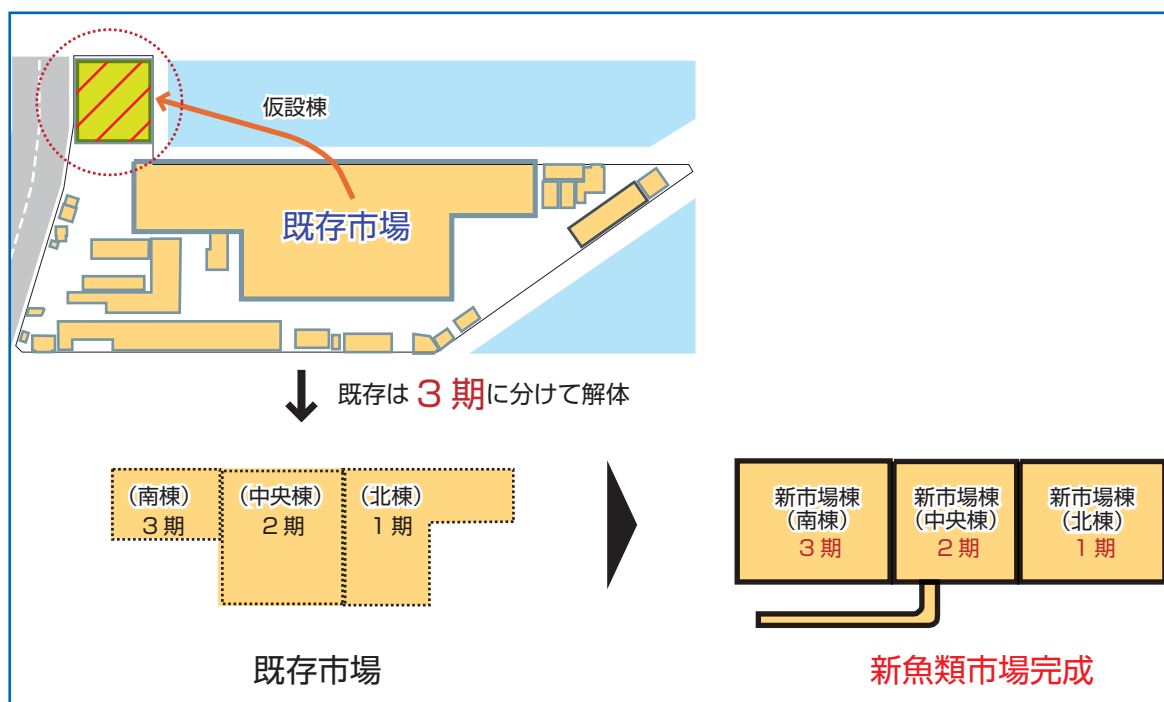 仮設棟
既存市場
既存は 3 期に分けて解体
(南棟)
3 期
(中央棟)
2 期
(北棟)
1 期
新市場棟
(南棟)
3 期
新市場棟
(中央棟)
2 期
新市場棟
(北棟)
1 期
既存市場
新魚類市場完成